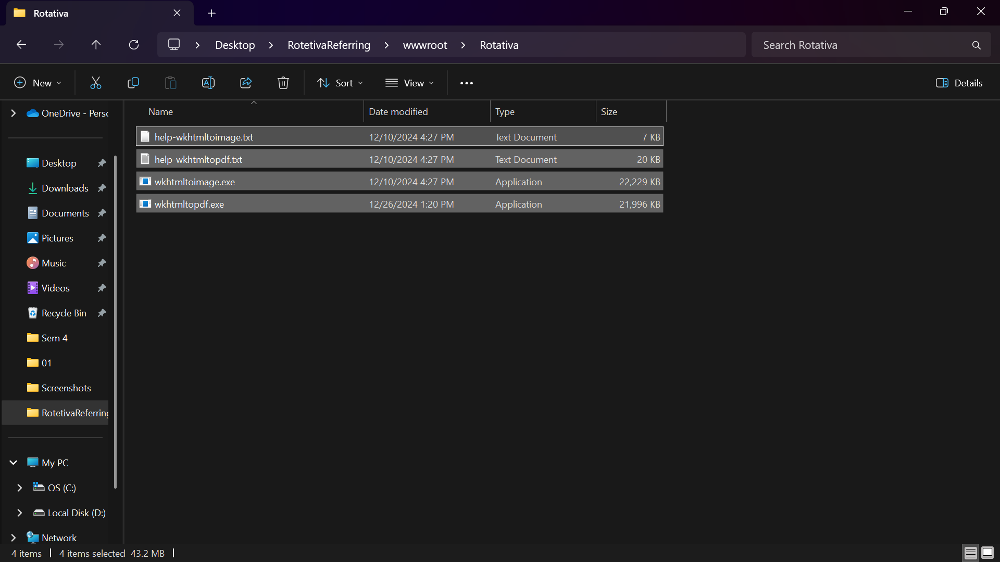 Rotativa
Desktop > RotetivaReferring > wwwroot > Rotativa
Search Rotativa
New
Sort
View
Details
OneDrive - Perso
Desktop
Downloads
Documents
Pictures
Music
Videos
Recycle Bin
Sem 4
01
Screenshots
RotetivaReferring
My PC
OS (C:)
Local Disk (D:)
Network
Name Date modified Type Size
help-wkhtmltoimage.txt 12/10/2024 4:27 PM Text Document 7 KB
help-wkhtmltopdf.txt 12/10/2024 4:27 PM Text Document 20 KB
wkhtmltoimage.exe 12/10/2024 4:27 PM Application 22,229 KB
wkhtmltopdf.exe 12/26/2024 1:20 PM Application 21,996 KB
4 items | 4 items selected 43.2 MB |